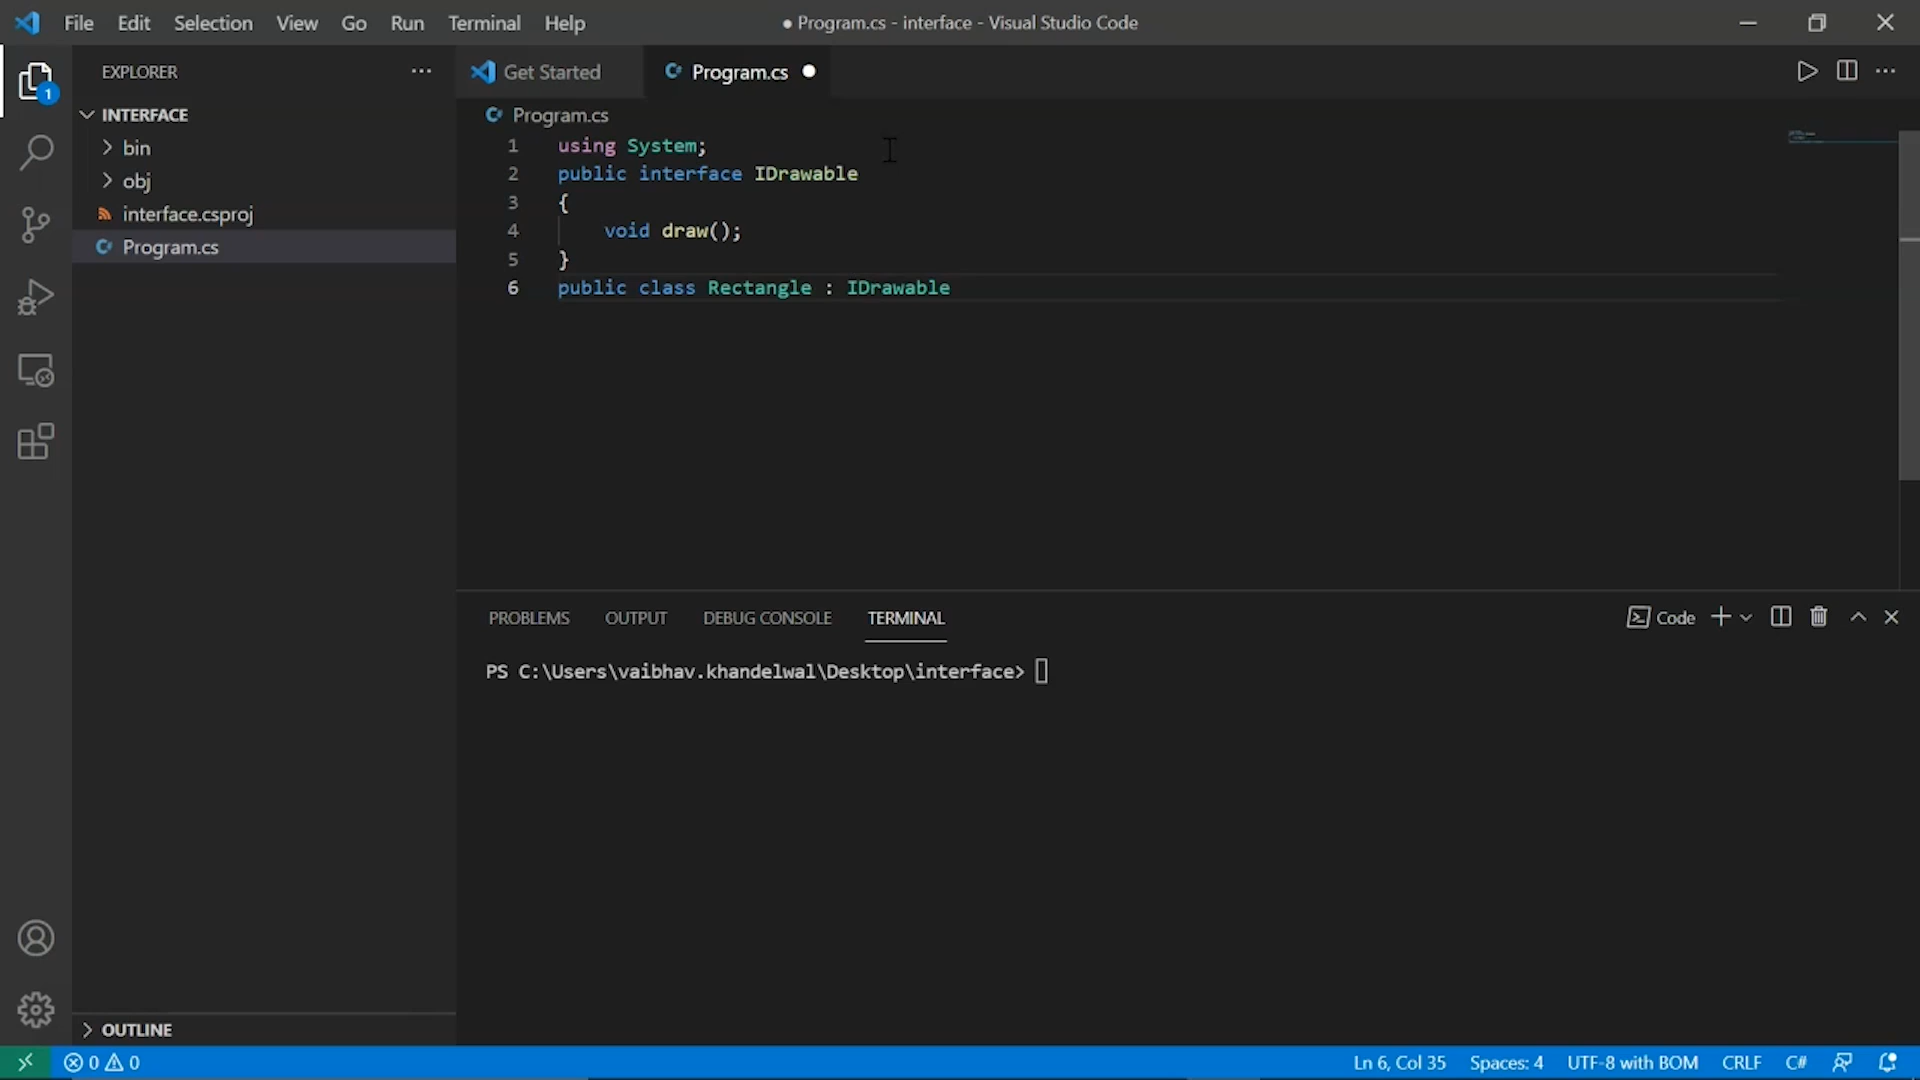 File Edit Selection View Go Run Terminal Help
● Program.cs - interface - Visual Studio Code
EXPLORER
Get Started
Program.cs
1
INTERFACE
bin
obj
interface.csproj
Program.cs
OUTLINE
Program.cs
1 using System;
2 public interface IDrawable
3 {
4 void draw();
5 }
6 public class Rectangle : IDrawable
PROBLEMS OUTPUT DEBUG CONSOLE TERMINAL
Code
PS C:\Users\vaibhav.khandelwal\Desktop\interface>
0 0
Ln 6, Col 35 Spaces: 4 UTF-8 with BOM CRLF C#